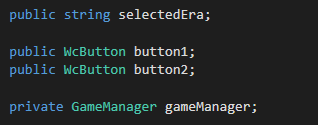 public string selectedEra;
public WcButton button1;
public WcButton button2;
private GameManager gameManager;